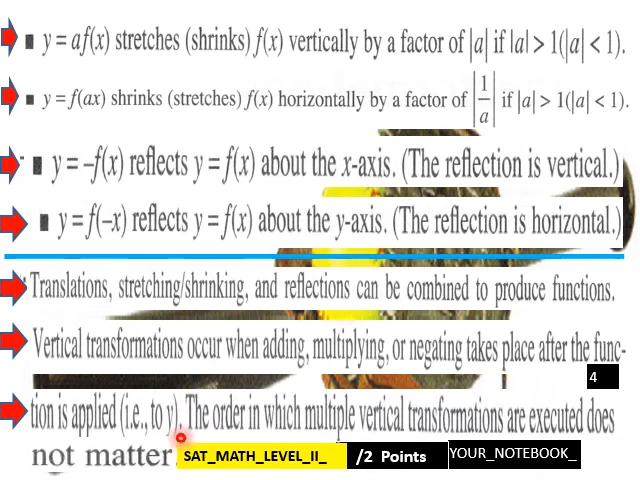 ■ y = af(x) stretches (shrinks) f(x) vertically by a factor of |a| if |a| > 1(|a| < 1).
■ y = f(ax) shrinks (stretches) f(x) horizontally by a factor of |1/a| if |a| > 1(|a| < 1).
■ y = –f(x) reflects y = f(x) about the x-axis. (The reflection is vertical.)
■ y = f(–x) reflects y = f(x) about the y-axis. (The reflection is horizontal.)
Translations, stretching/shrinking, and reflections can be combined to produce functions.
Vertical transformations occur when adding, multiplying, or negating takes place after the func-
4
tion is applied (i.e., to y). The order in which multiple vertical transformations are executed does
not matter.
SAT_MATH_LEVEL_II_ /2 Points YOUR_NOTEBOOK_